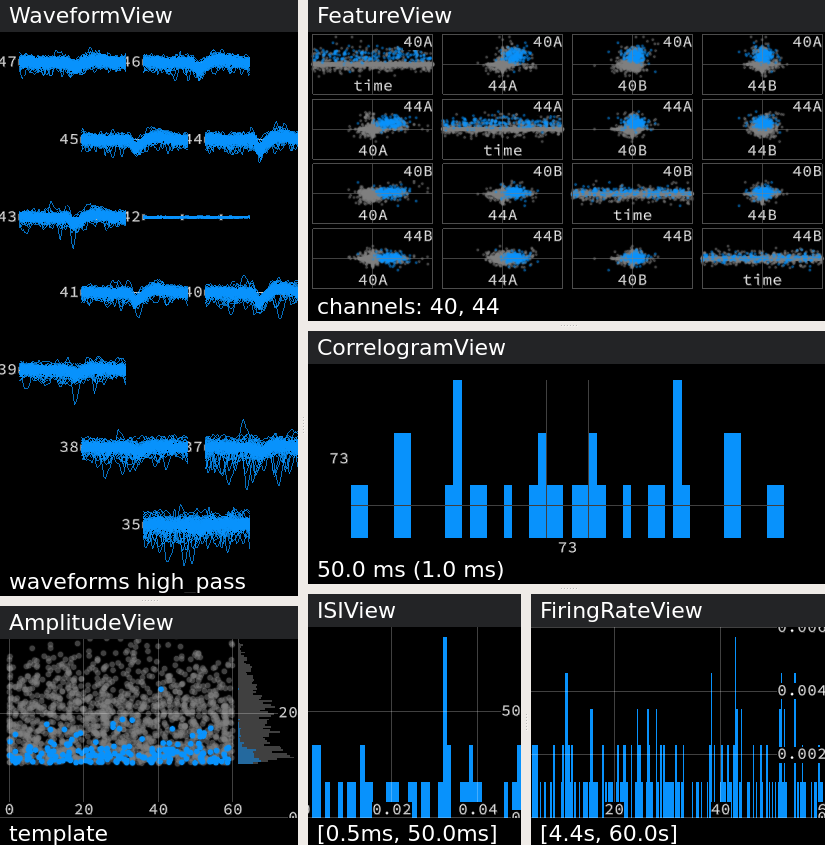 WaveformView
47 46
45 44
43 42
41 40
39
38 37
35
waveforms high_pass
FeatureView
40A 40A 40A 40A
time 44A 40B 44B
44A 44A 44A 44A
40A time 40B 44B
40B 40B 40B 40B
40A 44A time 44B
44B 44B 44B 44B
40A 44A 40B time
channels: 40, 44
CorrelogramView
73
73
50.0 ms (1.0 ms)
AmplitudeView
20
0 20 40 60
0
template
ISIView
50
0.02 0.04
0
[0.5ms, 50.0ms]
FiringRateView
0.006
0.004
0.002
20 40
[4.4s, 60.0s]